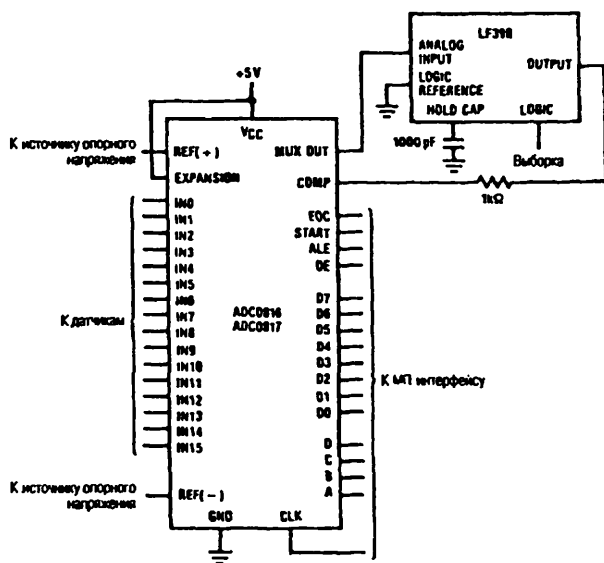 LF398
ANALOG
INPUT
OUTPUT
LOGIC
REFERENCE
HOLD CAP
LOGIC
1000 pF
Выборка
1kΩ
+5V
VCC
К источнику опорного
напряжения
REF(+)
MUX OUT
EXPANSION
COMP
IN0
IN1
IN2
IN3
IN4
IN5
IN6
IN7
IN8
IN9
IN10
IN11
IN12
IN13
IN14
IN15
К датчикам
ADC0816
ADC0817
EOC
START
ALE
OE
D7
D6
D5
D4
D3
D2
D1
D0
D
C
B
A
К МП интерфейсу
К источнику опорного
напряжения
REF(−)
GND
CLK